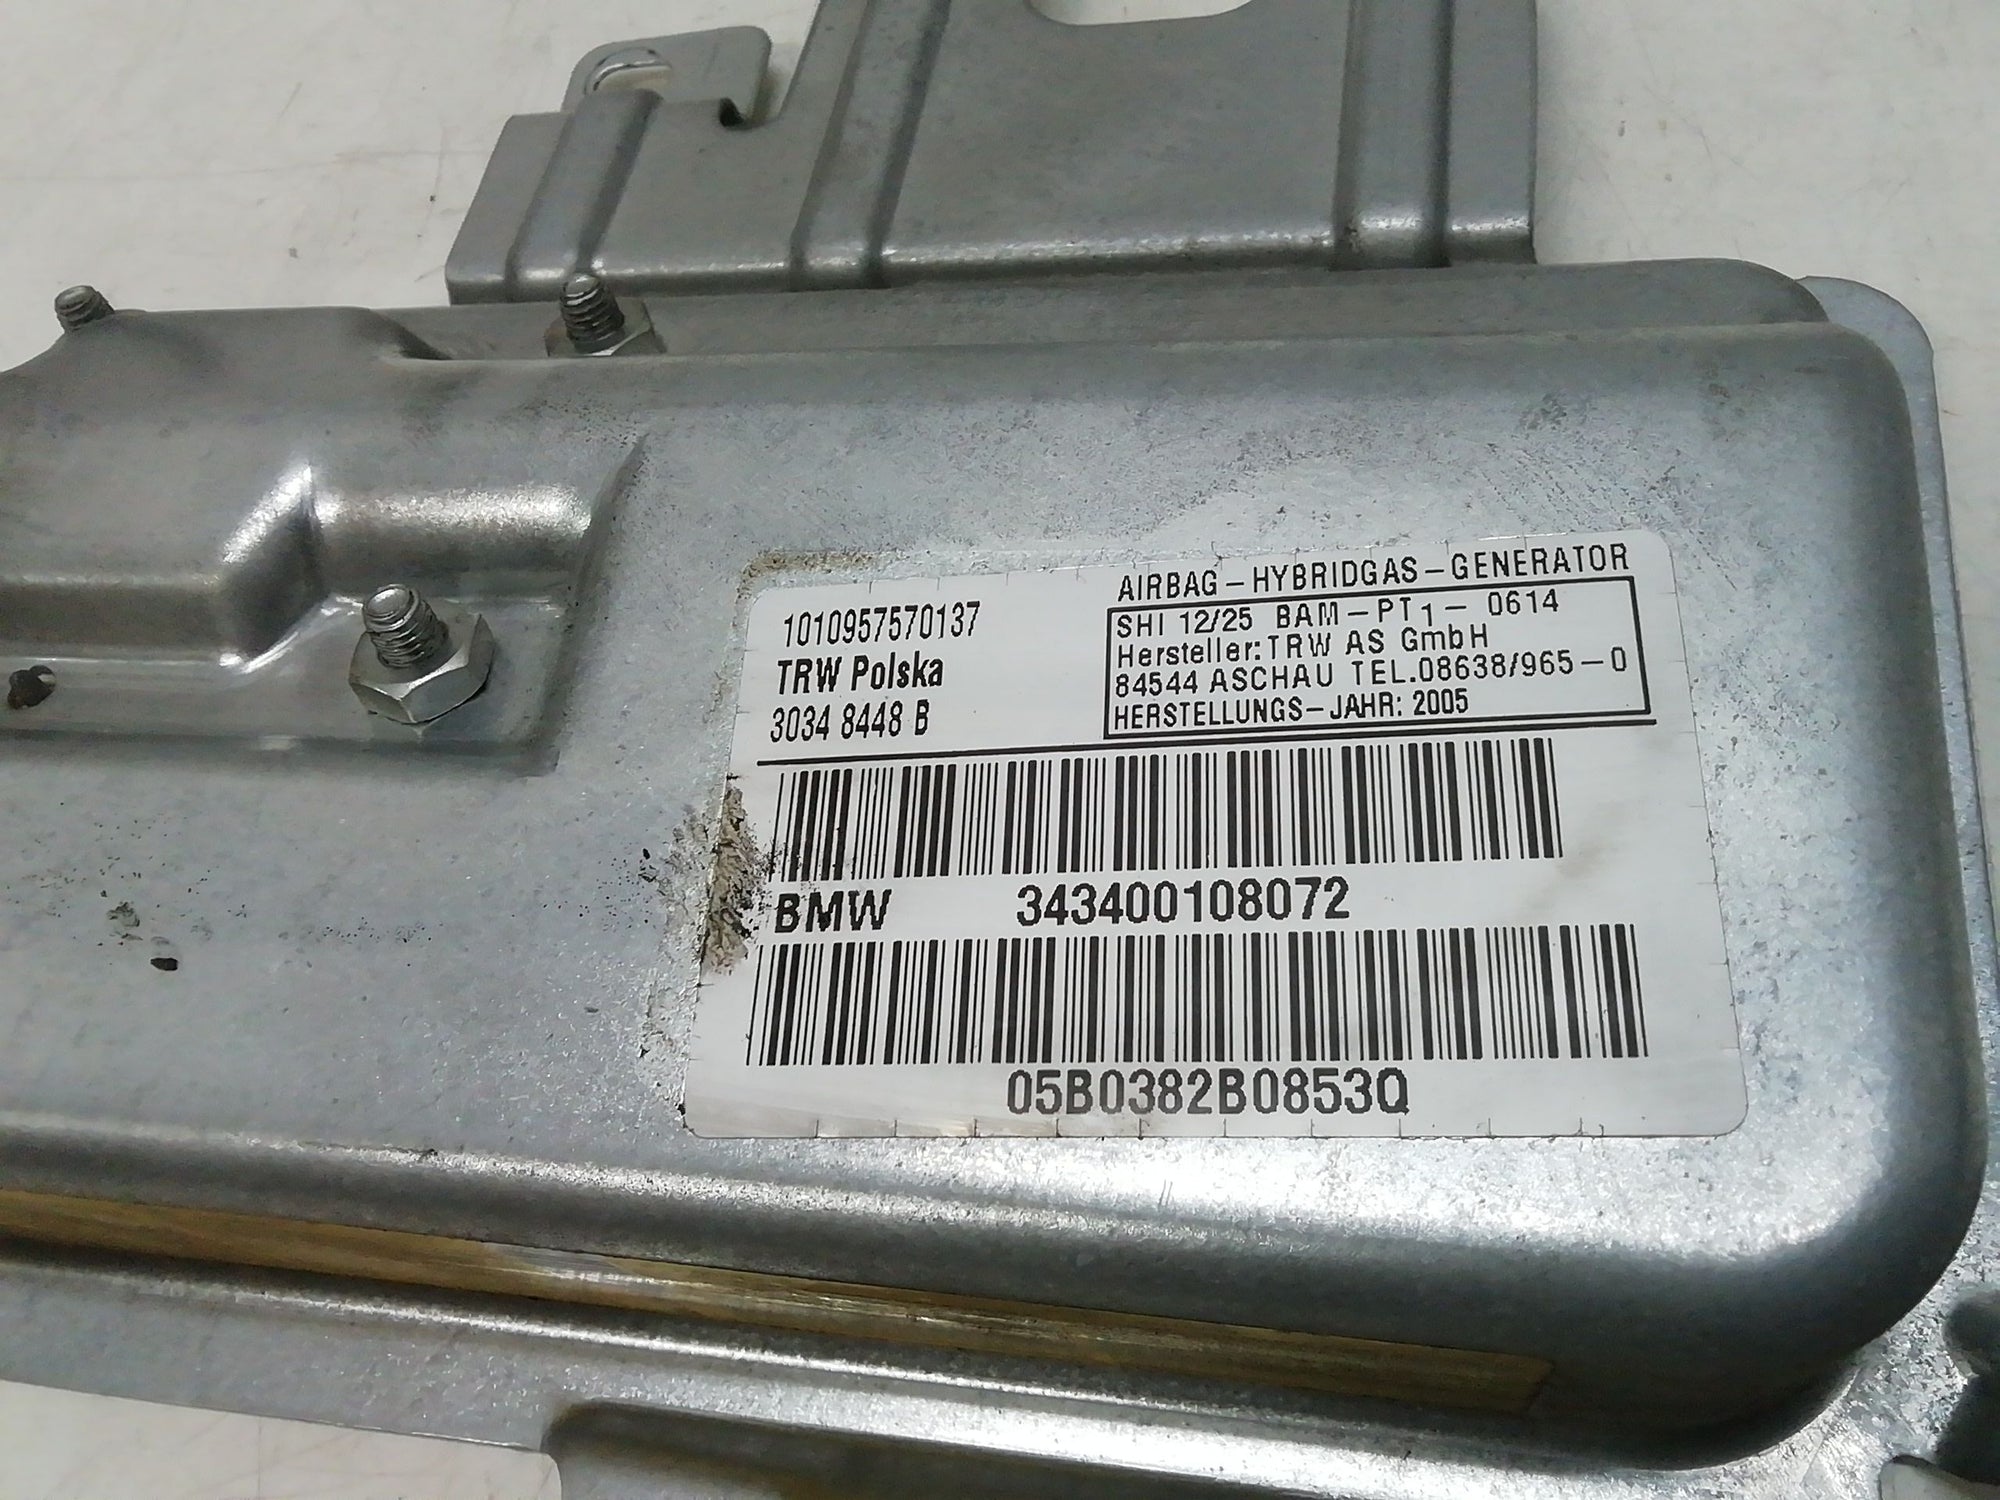 1010957570137
TRW Polska
3034 8448 B
AIRBAG-HYBRIDGAS-GENERATOR
SHI 12/25 BAM-PT1-0614
Hersteller:TRW AS GmbH
84544 ASCHAU TEL.08638/965-0
HERSTELLUNGS-JAHR: 2005
BMW 343400108072
05B0382B0853Q